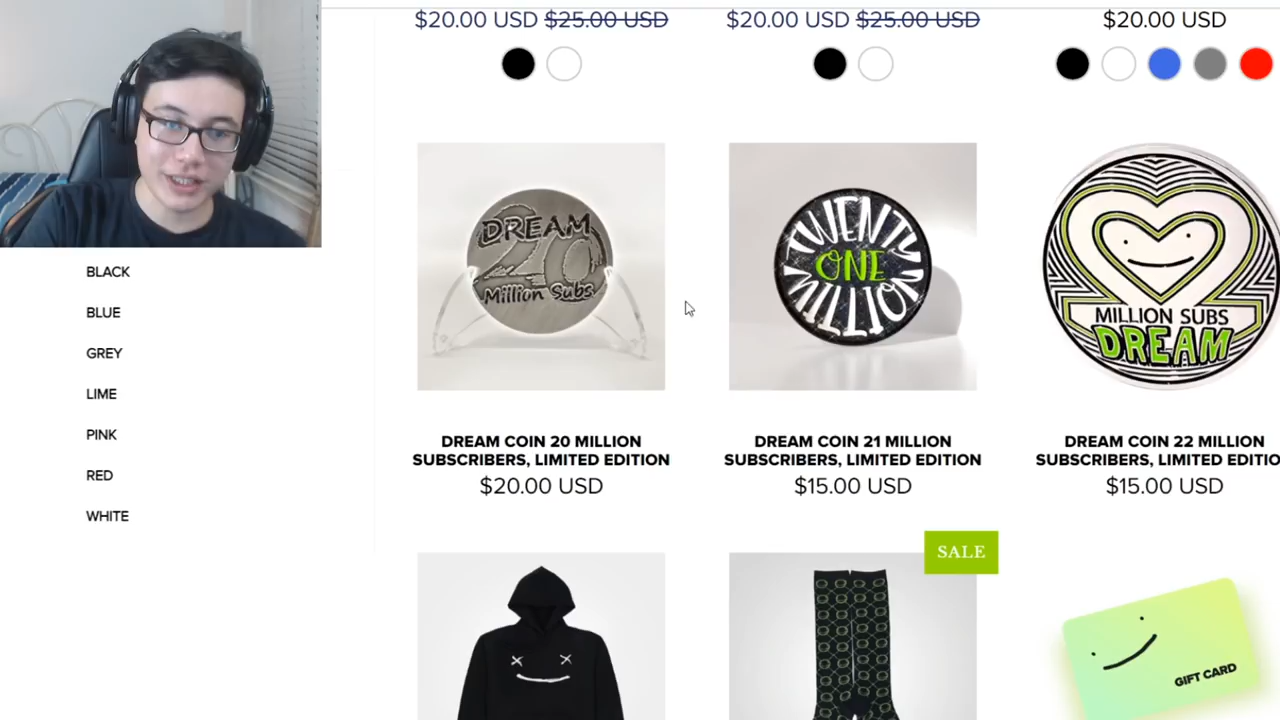 $20.00 USD $25.00 USD
$20.00 USD $25.00 USD
$20.00 USD
BLACK
BLUE
GREY
LIME
PINK
RED
WHITE
DREAM
20
Million Subs.
TWENTY
ONE
MILLION
MILLION SUBS
DREAM
DREAM COIN 20 MILLION
SUBSCRIBERS, LIMITED EDITION
$20.00 USD
DREAM COIN 21 MILLION
SUBSCRIBERS, LIMITED EDITION
$15.00 USD
DREAM COIN 22 MILLION
SUBSCRIBERS, LIMITED EDITIO
$15.00 USD
SALE
GIFT CARD